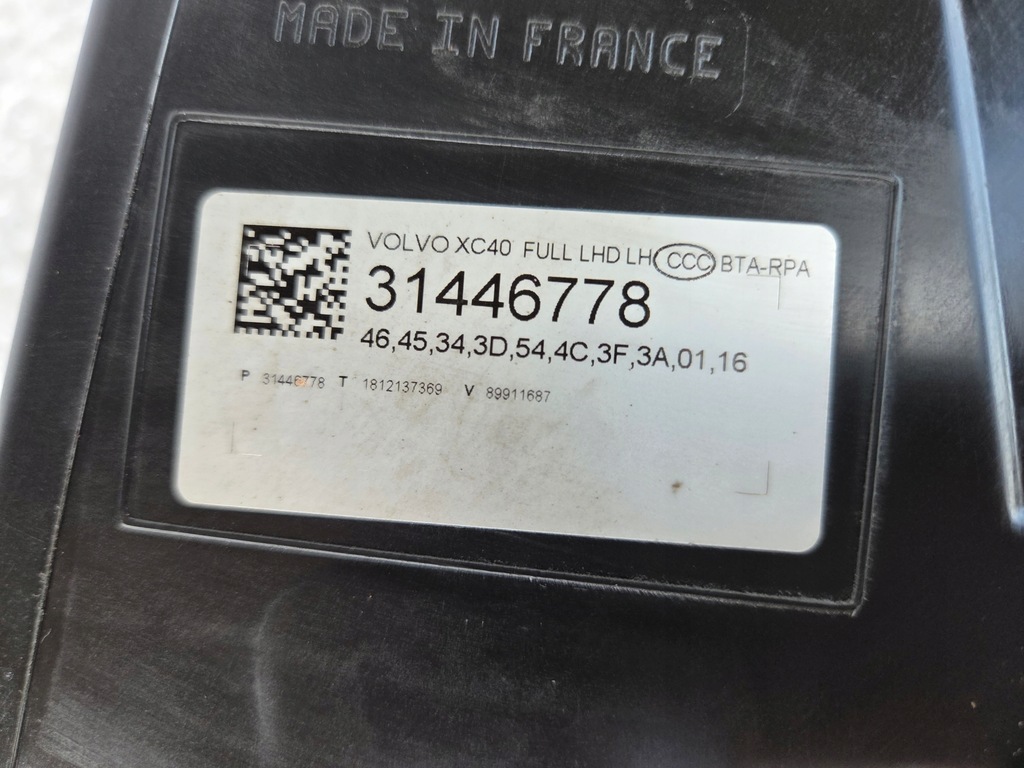 MADE IN FRANCE
VOLVO XC40 FULL LHD LH CCC BTA-RPA
31446778
46,45,34,3D,54,4C,3F,3A,01,16
P 31446778 T 1812137369 V 89911687